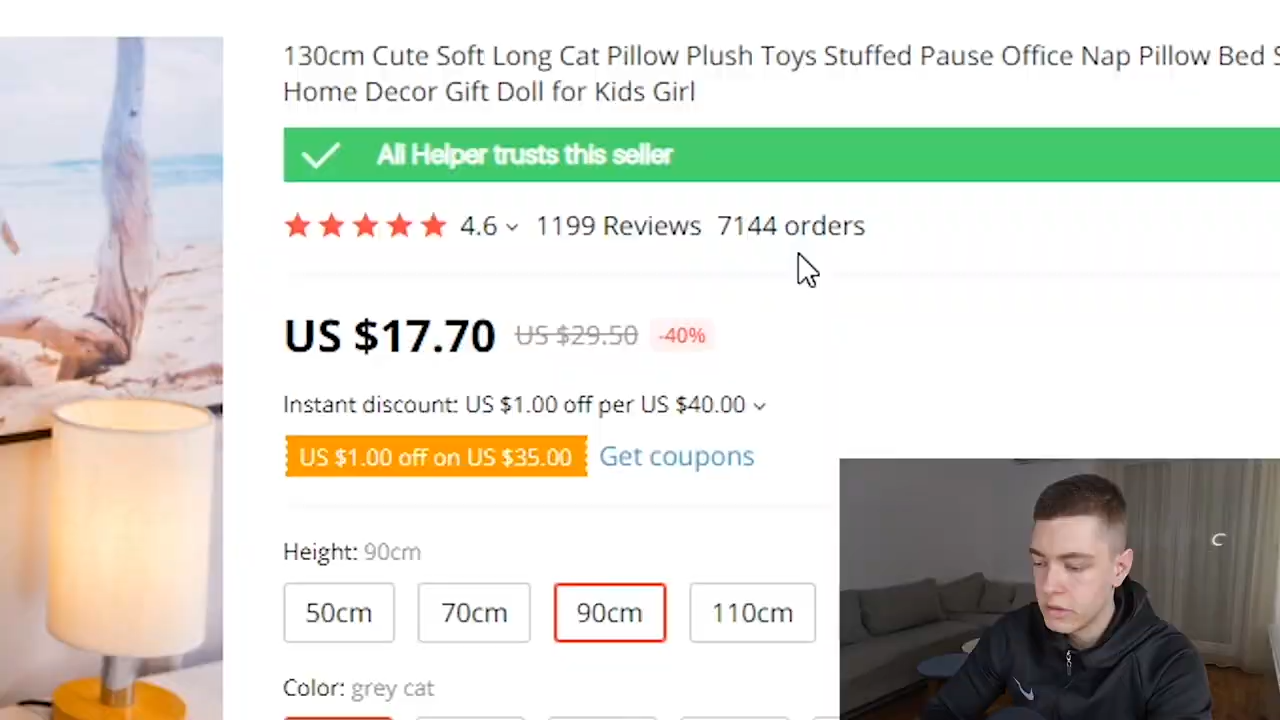 130cm Cute Soft Long Cat Pillow Plush Toys Stuffed Pause Office Nap Pillow Bed S
Home Decor Gift Doll for Kids Girl
Ali Helper trusts this seller
4.6 1199 Reviews 7144 orders
US $17.70 US $29.50 -40%
Instant discount: US $1.00 off per US $40.00
US $1.00 off on US $35.00 Get coupons
Height: 90cm
50cm 70cm 90cm 110cm
Color: grey cat